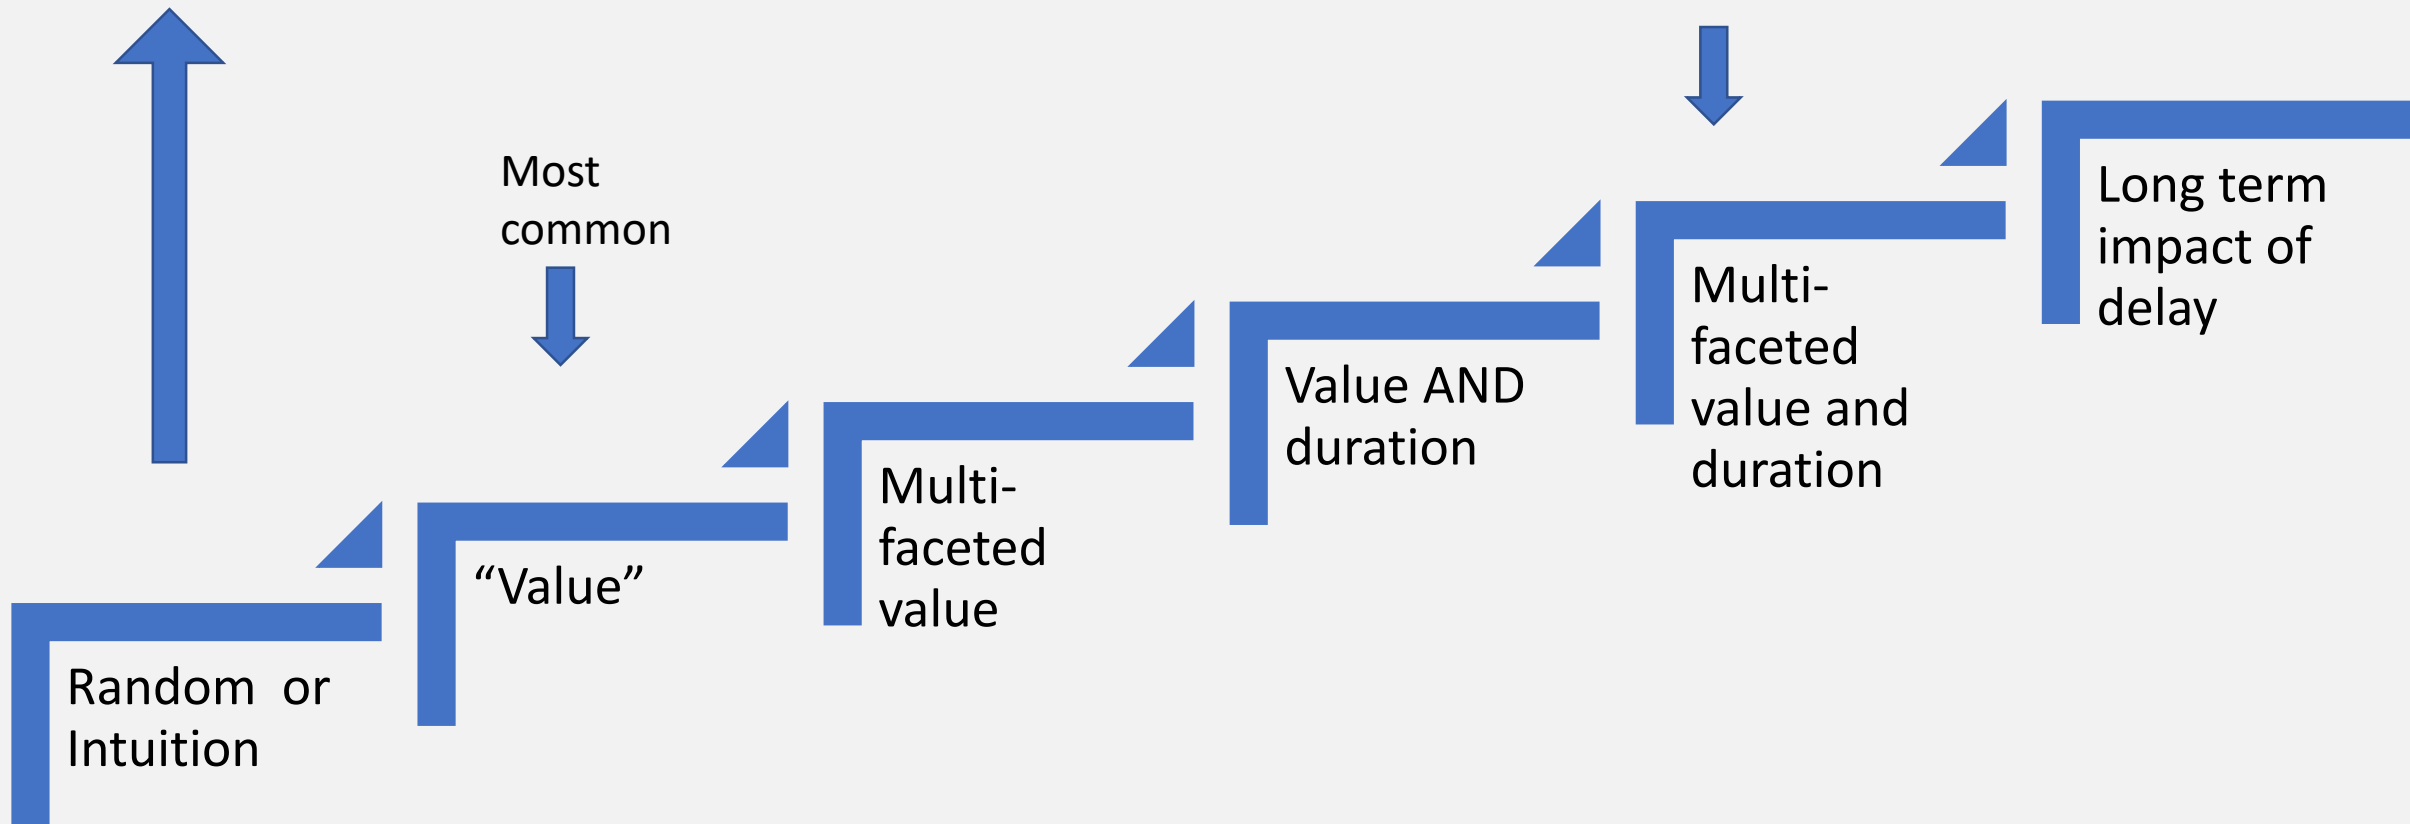 Most
common
Random  or
Intuition
“Value”
Multi-
faceted
value
Value AND
duration
Multi-
faceted
value and
duration
Long term
impact of
delay